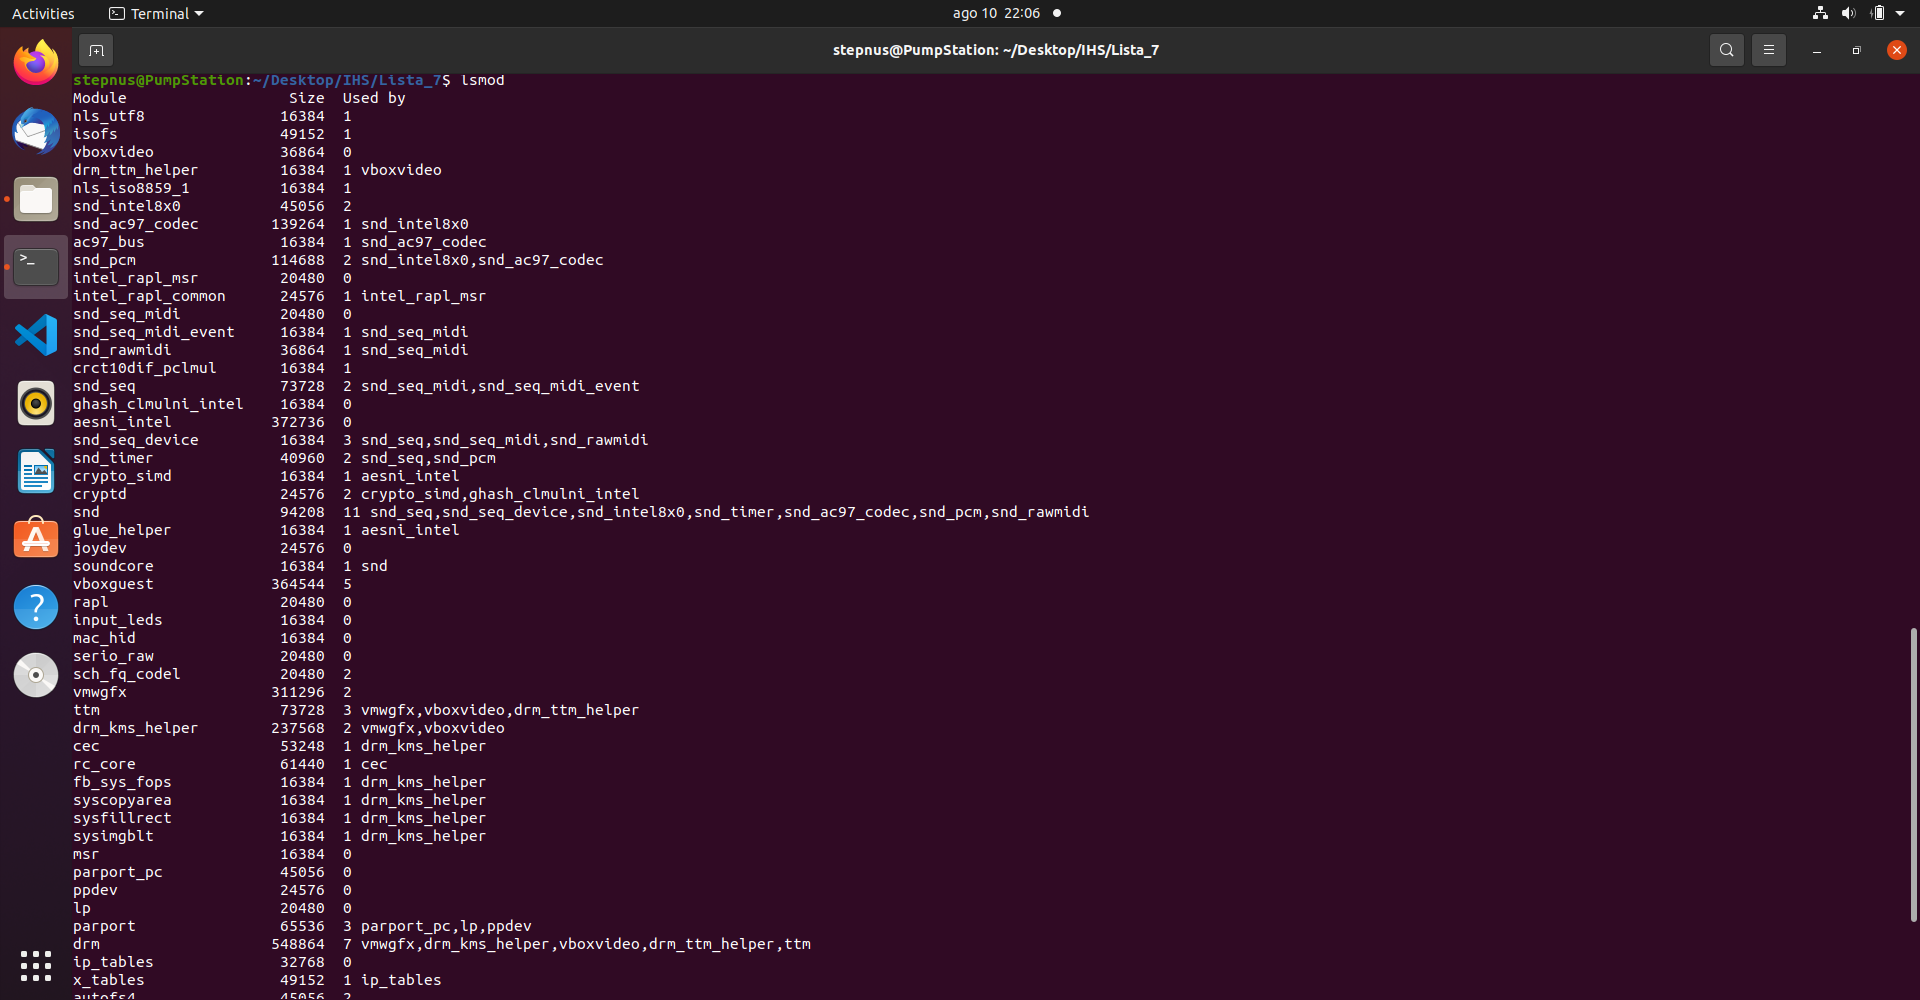 Activities Terminal ago 10 22:06
stepnus@PumpStation: ~/Desktop/IHS/Lista_7
stepnus@PumpStation:~/Desktop/IHS/Lista_7$ lsmod
Module                  Size  Used by
nls_utf8               16384  1
isofs                  49152  1
vboxvideo              36864  0
drm_ttm_helper         16384  1 vboxvideo
nls_iso8859_1          16384  1
snd_intel8x0           45056  2
snd_ac97_codec        139264  1 snd_intel8x0
ac97_bus               16384  1 snd_ac97_codec
snd_pcm               114688  2 snd_intel8x0,snd_ac97_codec
intel_rapl_msr         20480  0
intel_rapl_common      24576  1 intel_rapl_msr
snd_seq_midi           20480  0
snd_seq_midi_event     16384  1 snd_seq_midi
snd_rawmidi            36864  1 snd_seq_midi
crct10dif_pclmul       16384  1
snd_seq                73728  2 snd_seq_midi,snd_seq_midi_event
ghash_clmulni_intel    16384  0
aesni_intel           372736  0
snd_seq_device         16384  3 snd_seq,snd_seq_midi,snd_rawmidi
snd_timer              40960  2 snd_seq,snd_pcm
crypto_simd            16384  1 aesni_intel
cryptd                 24576  2 crypto_simd,ghash_clmulni_intel
snd                    94208  11 snd_seq,snd_seq_device,snd_intel8x0,snd_timer,snd_ac97_codec,snd_pcm,snd_rawmidi
glue_helper            16384  1 aesni_intel
joydev                 24576  0
soundcore              16384  1 snd
vboxguest             364544  5
rapl                   20480  0
input_leds             16384  0
mac_hid                16384  0
serio_raw              20480  0
sch_fq_codel           20480  2
vmwgfx                311296  2
ttm                    73728  3 vmwgfx,vboxvideo,drm_ttm_helper
drm_kms_helper        237568  2 vmwgfx,vboxvideo
cec                    53248  1 drm_kms_helper
rc_core                61440  1 cec
fb_sys_fops            16384  1 drm_kms_helper
syscopyarea            16384  1 drm_kms_helper
sysfillrect            16384  1 drm_kms_helper
sysimgblt              16384  1 drm_kms_helper
msr                    16384  0
parport_pc             45056  0
ppdev                  24576  0
lp                     20480  0
parport                65536  3 parport_pc,lp,ppdev
drm                   548864  7 vmwgfx,drm_kms_helper,vboxvideo,drm_ttm_helper,ttm
ip_tables              32768  0
x_tables               49152  1 ip_tables
autofs4                45056  2